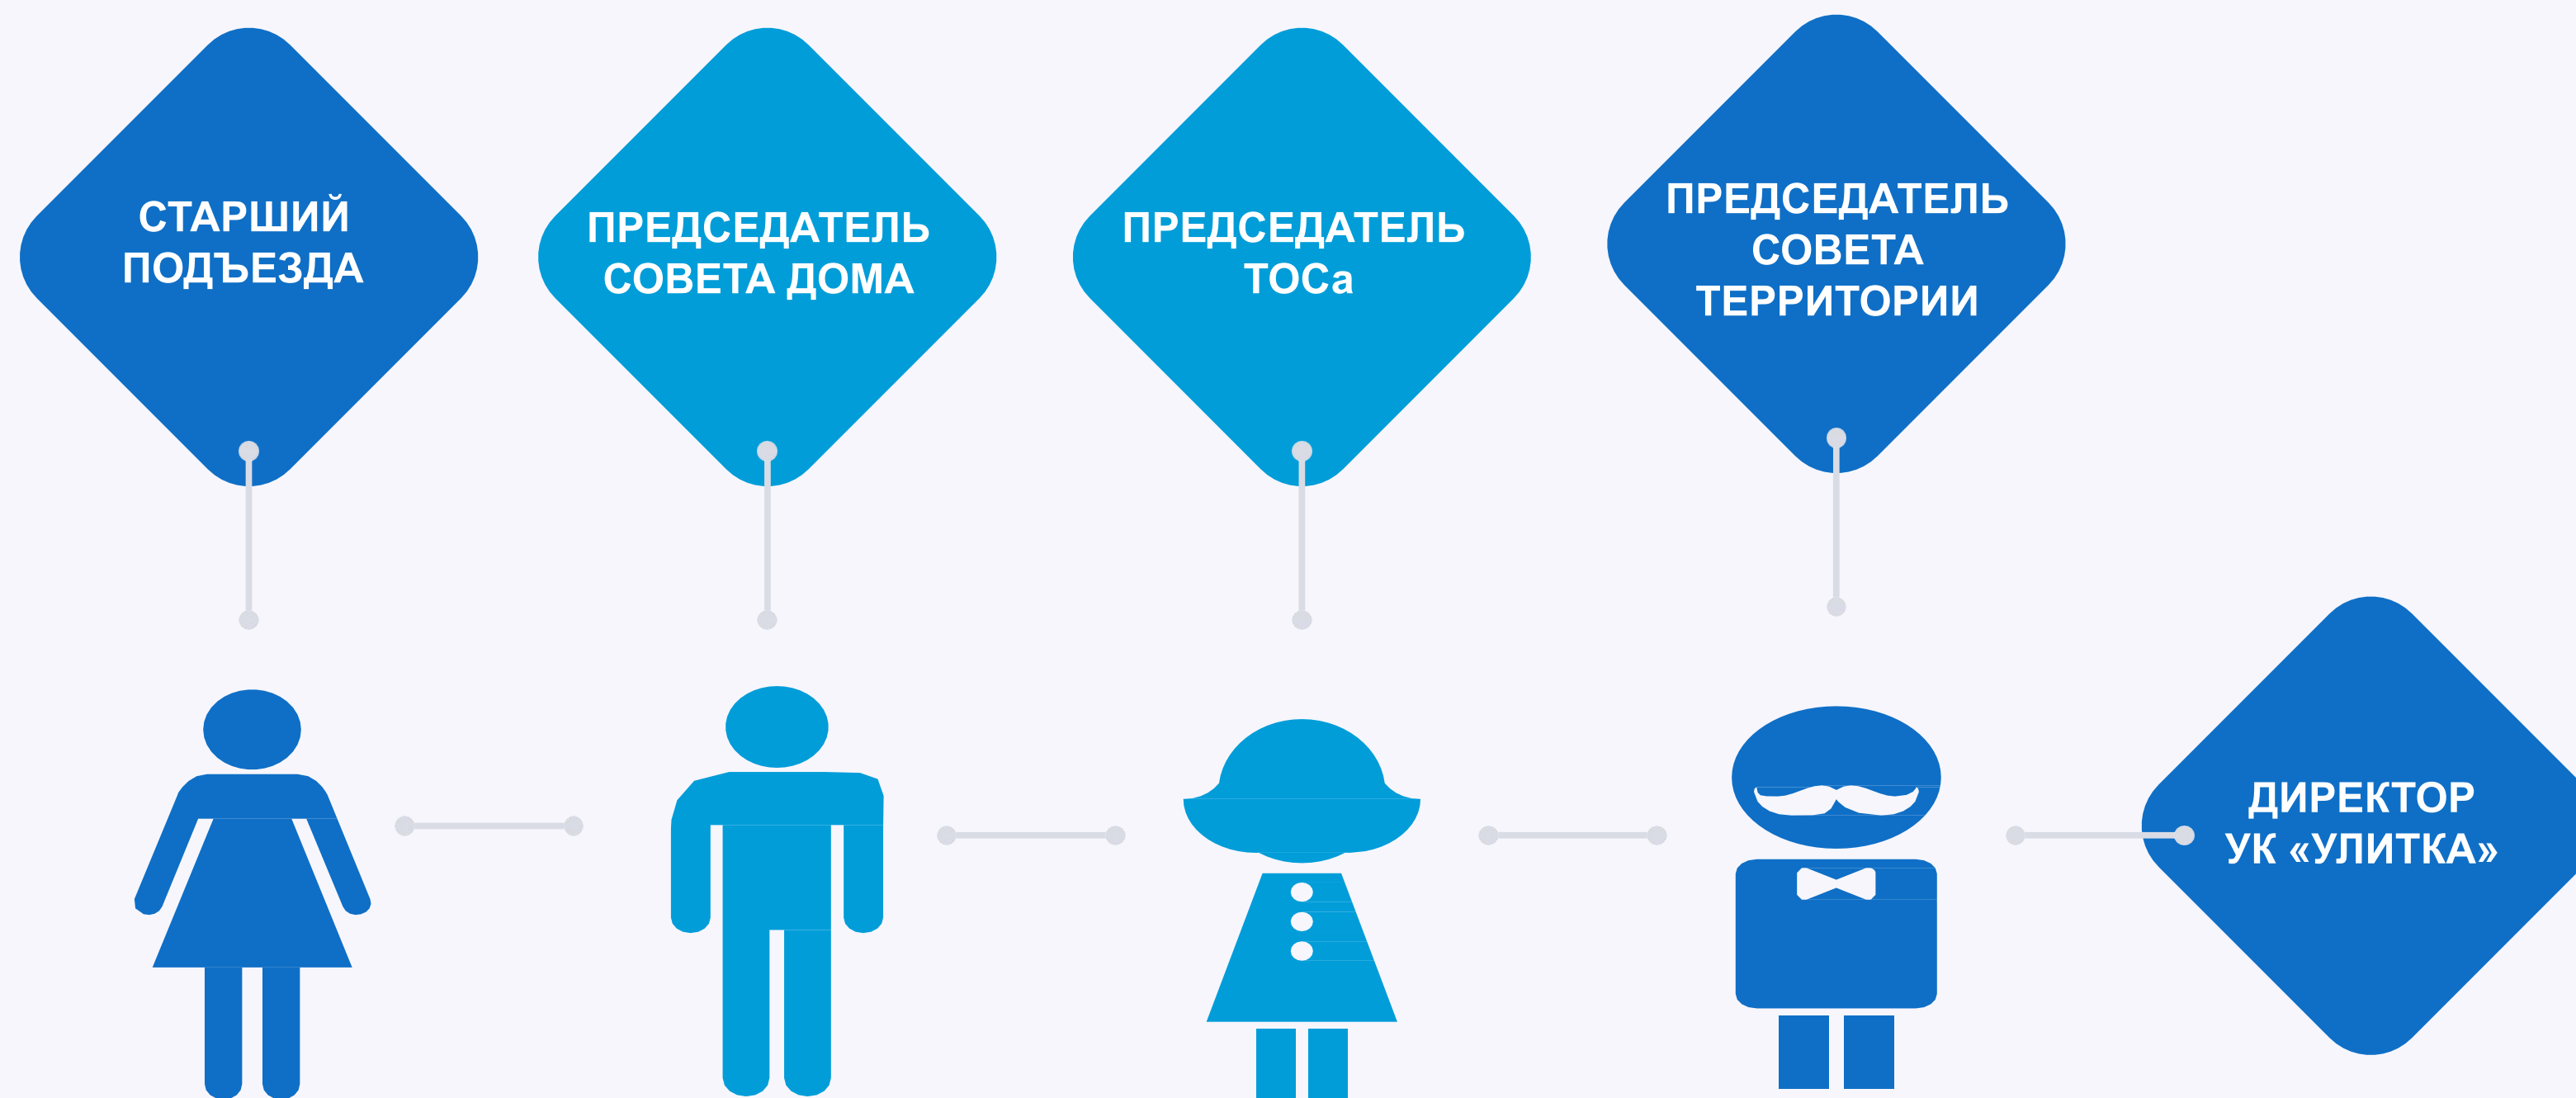 СТАРШИЙ
ПОДЪЕЗДА
ПРЕДСЕДАТЕЛЬ
СОВЕТА ДОМА
ПРЕДСЕДАТЕЛЬ
ТОСа
ПРЕДСЕДАТЕЛЬ
СОВЕТА
ТЕРРИТОРИИ
ДИРЕКТОР
УК «УЛИТКА»